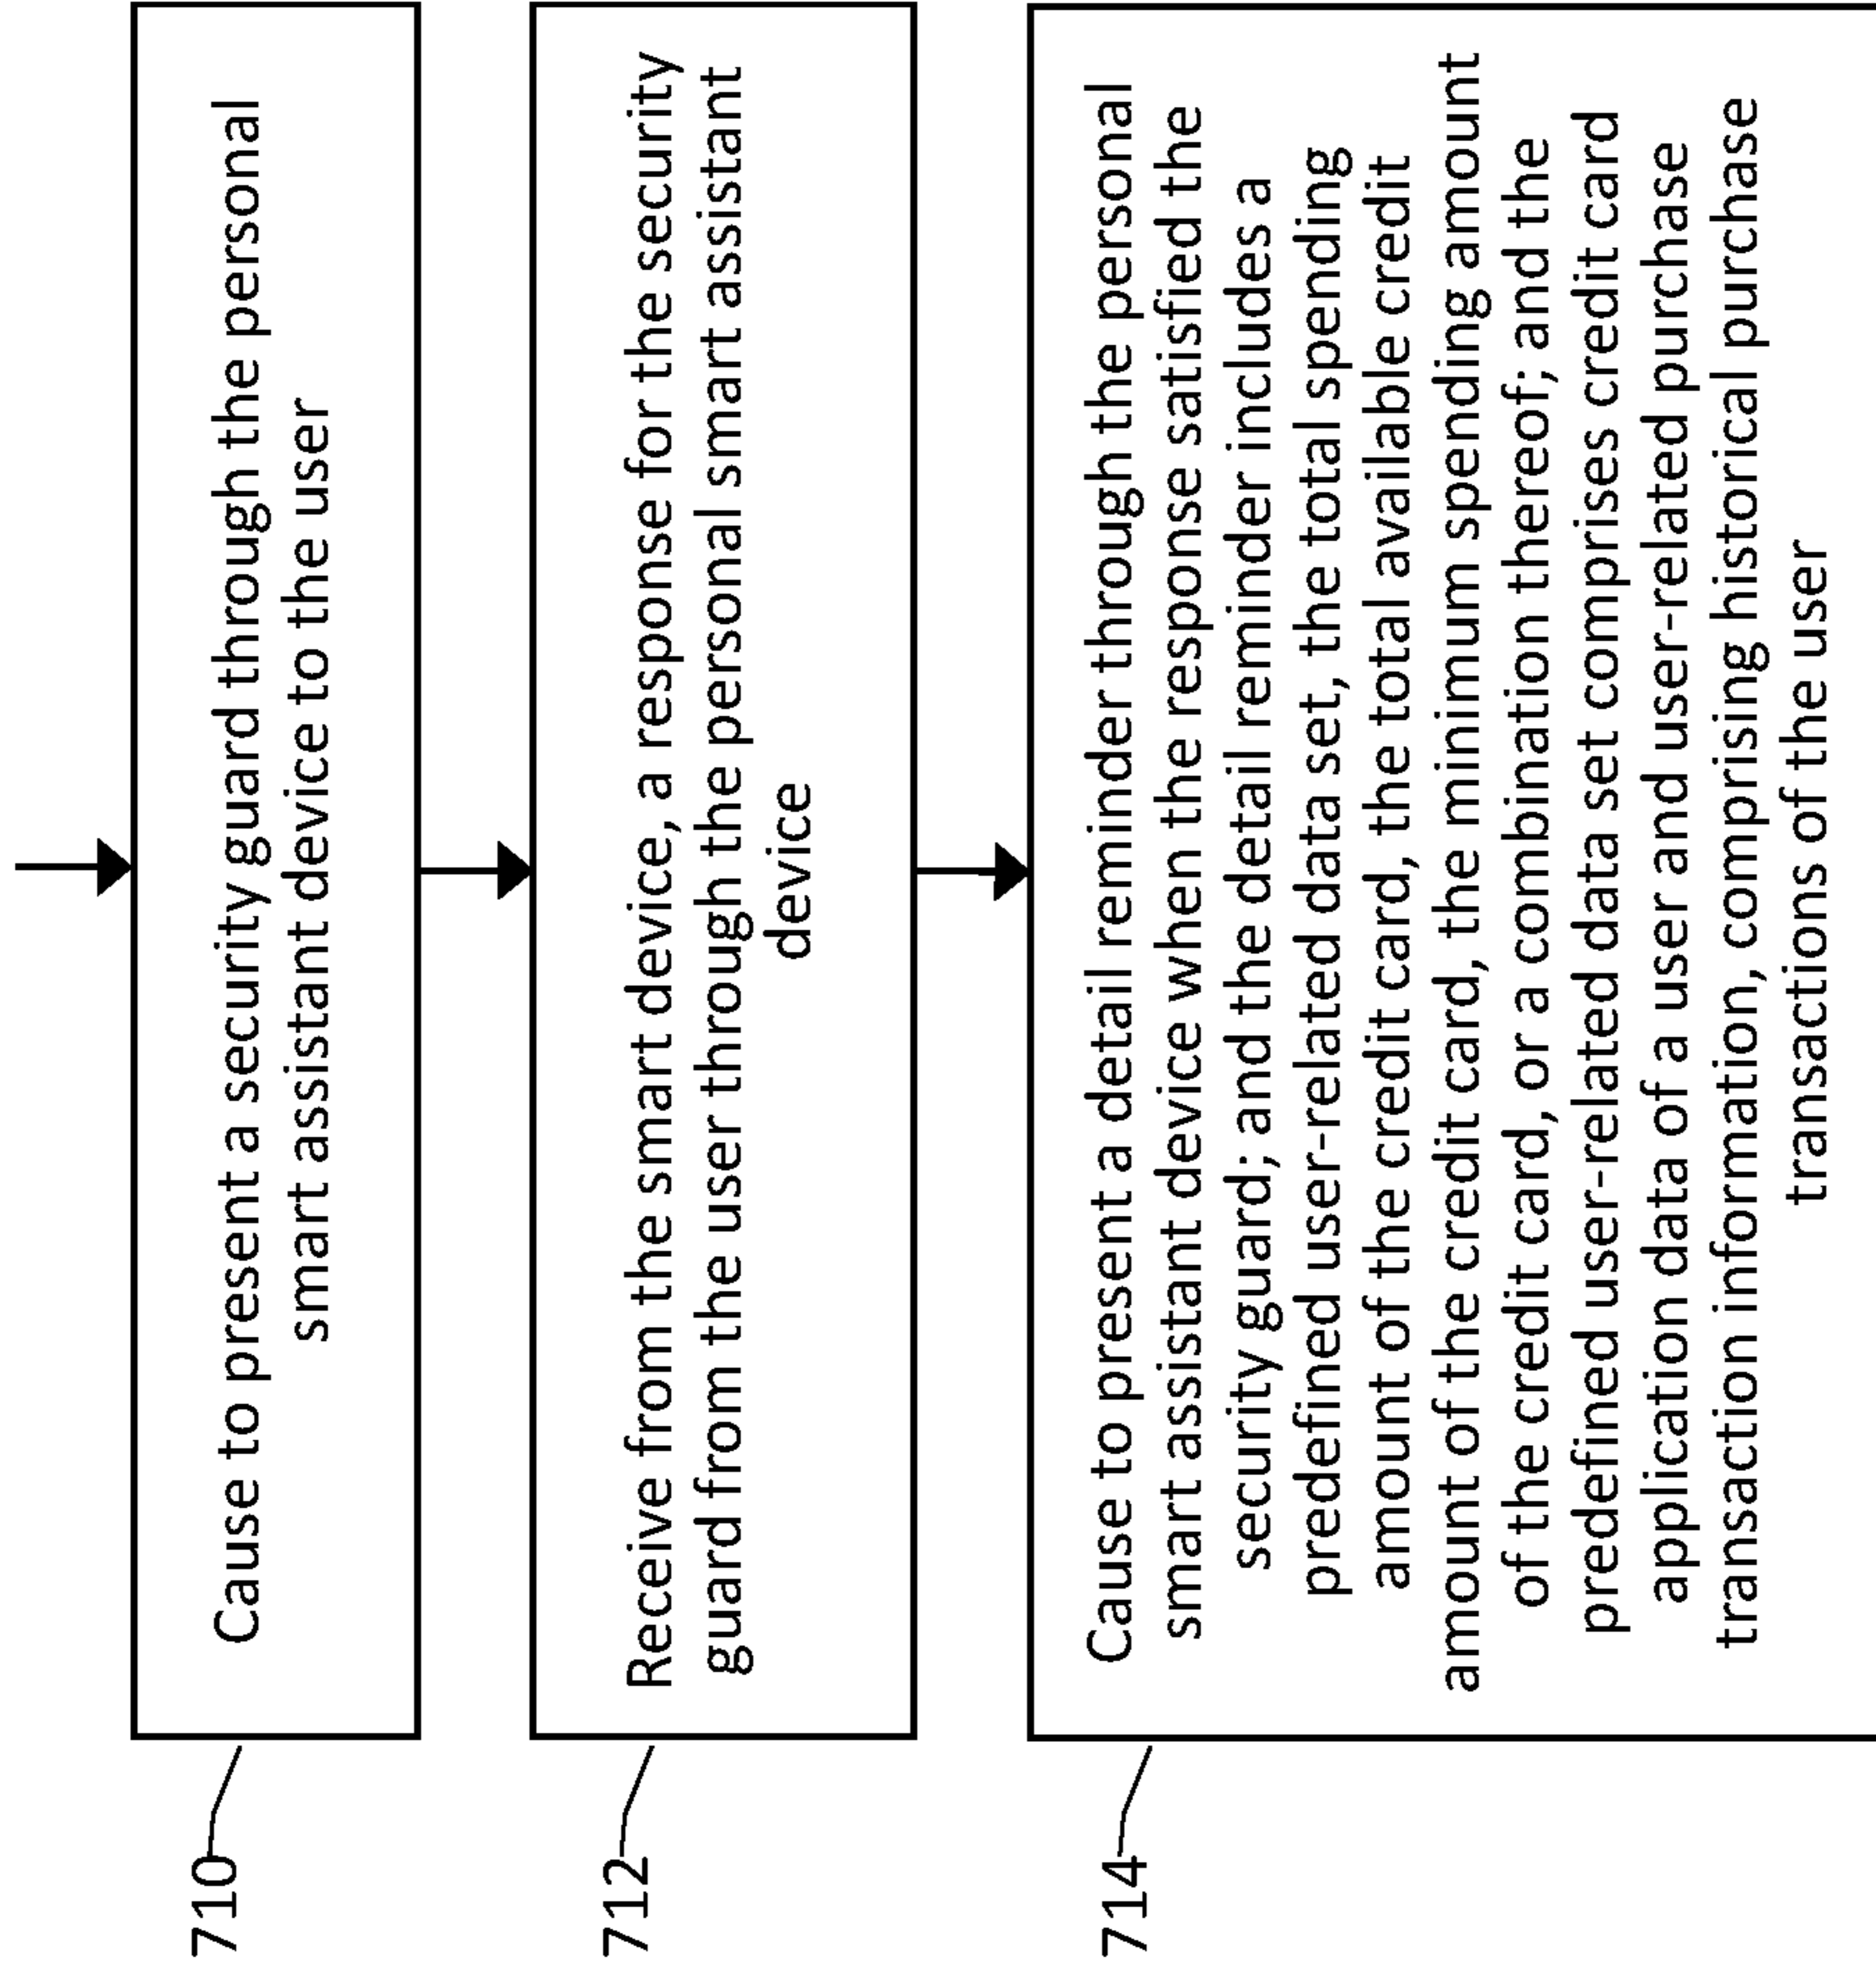 710
Cause to present a security guard through the personal
smart assistant device to the user
712
Receive from the smart device, a response for the security
guard from the user through the personal smart assistant
device
714
Cause to present a detail reminder through the personal
smart assistant device when the response satisfied the
security guard; and the detail reminder includes a
predefined user-related data set, the total spending
amount of the credit card, the total available credit
amount of the credit card, the minimum spending amount
of the credit card, or a combination thereof; and the
predefined user-related data set comprises credit card
application data of a user and user-related purchase
transaction information, comprising historical purchase
transactions of the user